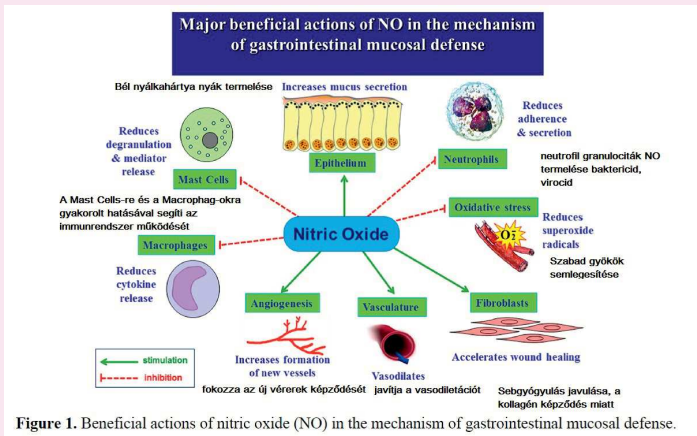 Major beneficial actions of NO in the mechanism
of gastrointestinal mucosal defense
Bél nyálkahártya nyák termelése
Increases mucus secretion
Reduces
degranulation
& mediator
release
Mast Cells
Epithelium
Reduces
adherence
& secretion
Neutrophils
neutrofil granulociták NO
termelése baktericid,
virocid
A Mast Cells-re és a Macrophag-okra
gyakorolt hatásával segíti az
immunrendszer működését
Macrophages
Reduces
cytokine
release
Nitric Oxide
Oxidative stress
O2-
Reduces
superoxide
radicals
Szabad gyökök
semlegesítése
Angiogenesis
Increases formation
of new vessels
fokozza az új vérerek képződését
Vasculature
Vasodilates
javítja a vasodiletációt
Fibroblasts
Accelerates wound healing
Sebgyógyulás javulása, a
kollagén képződés miatt
stimulation
inhibition
Figure 1. Beneficial actions of nitric oxide (NO) in the mechanism of gastrointestinal mucosal defense.